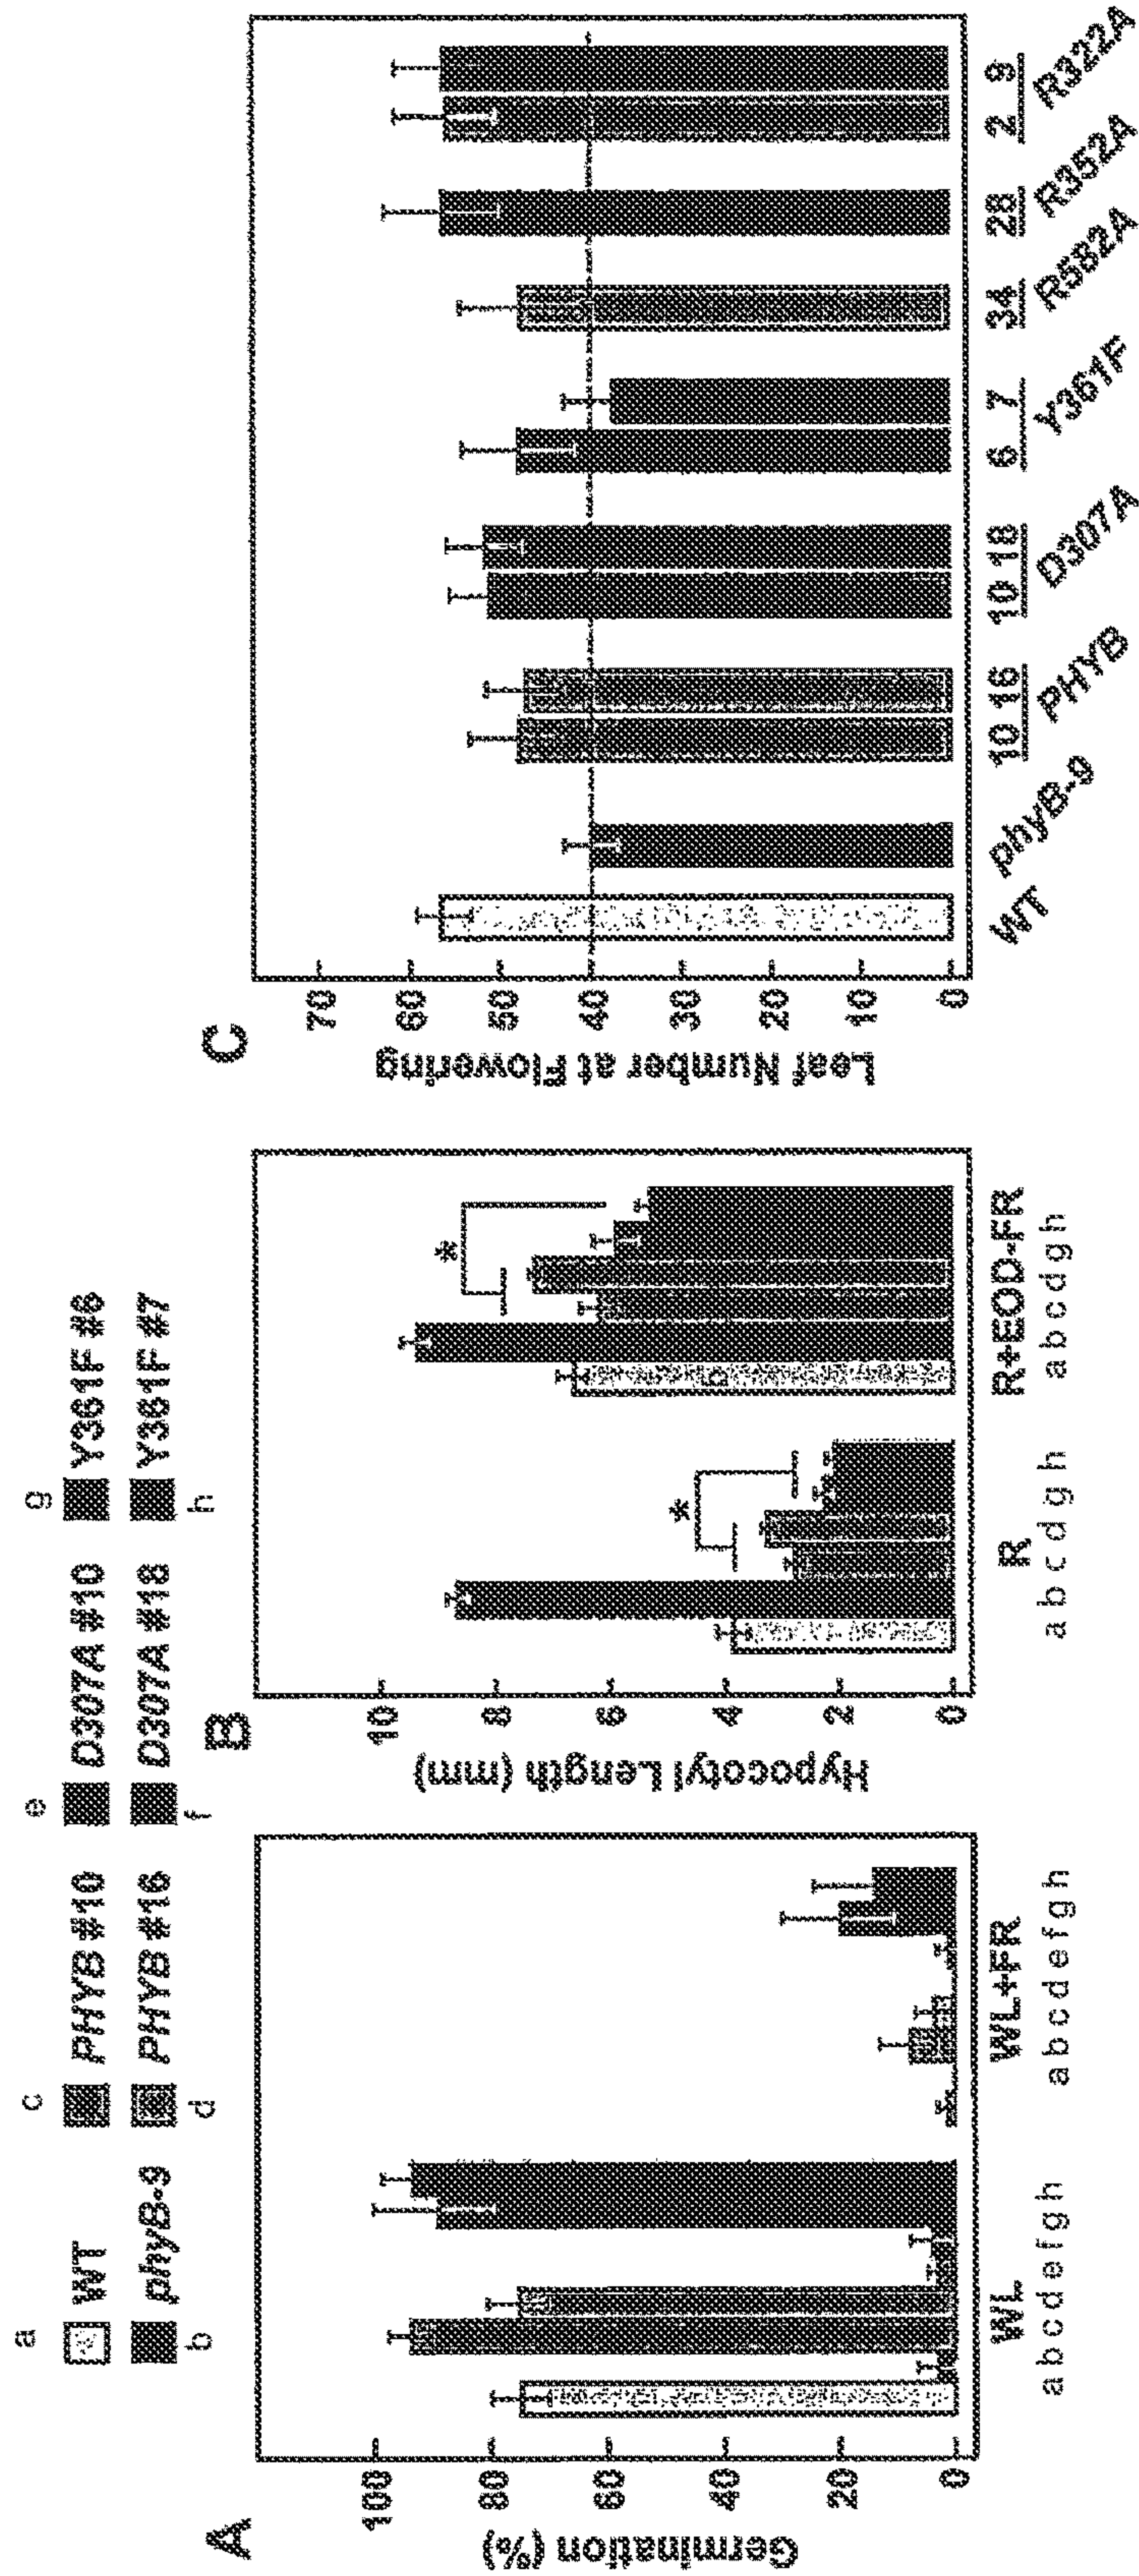 a c e g
WT PHYB #10 D307A #10 Y361F #6
phyB-9 PHYB #16 D307A #18 Y361F #7
b d f h
A
Germination (%)
100
80
60
40
20
0
WL
a b c d e f g h
WL+FR
a b c d e f g h
B
Hypocotyl Length (mm)
10
8
6
4
2
0
*
*
R
a b c d g h
R+EOD-FR
a b c d g h
C
Leaf Number at Flowering
70
60
50
40
30
20
10
0
10 16 10 18 6 7 34 28 2 9
WT phyB-9 PHYB D307A Y361F R582A R352A R322A